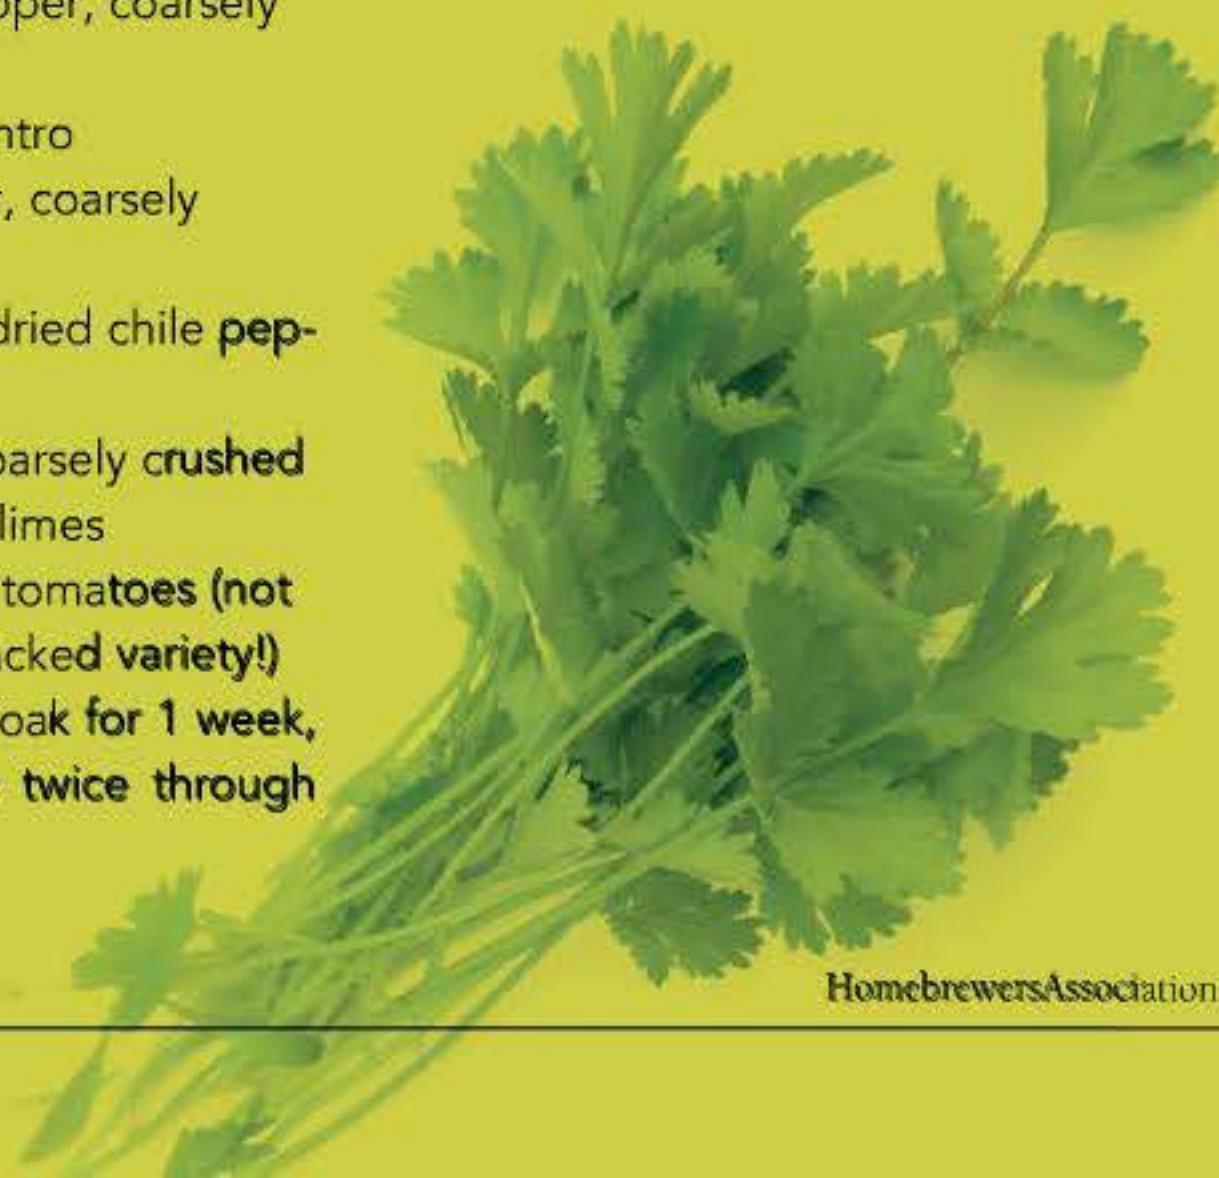 pper, coarsely
ntro
, coarsely
dried chile pep-
oarsely crushed
limes
tomatoes (not
acked variety!)
oak for 1 week,
twice through
HomebrewersAssociation